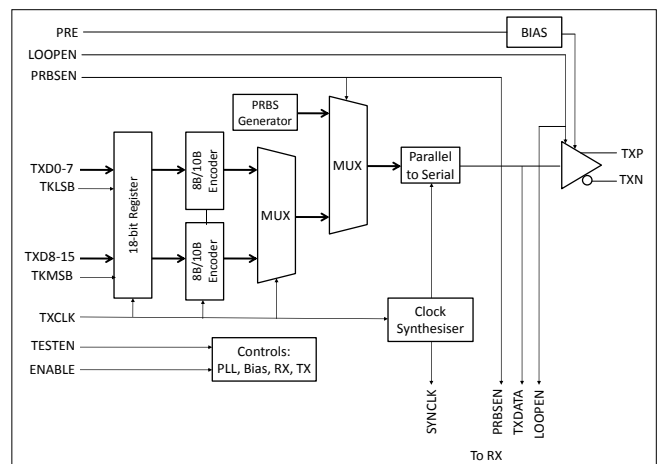 PRE
BIAS
LOOPEN
PRBSEN
PRBS
Generator
TXD0-7
TKLSB
18-bit Register
8B/10B
Encoder
MUX
MUX
Parallel
to Serial
TXP
TXN
TXD8-15
TKMSB
8B/10B
Encoder
TXCLK
Clock
Synthesiser
TESTEN
ENABLE
Controls:
PLL, Bias, RX, TX
SYNCLK
PRBSEN
TXDATA
LOOPEN
To RX